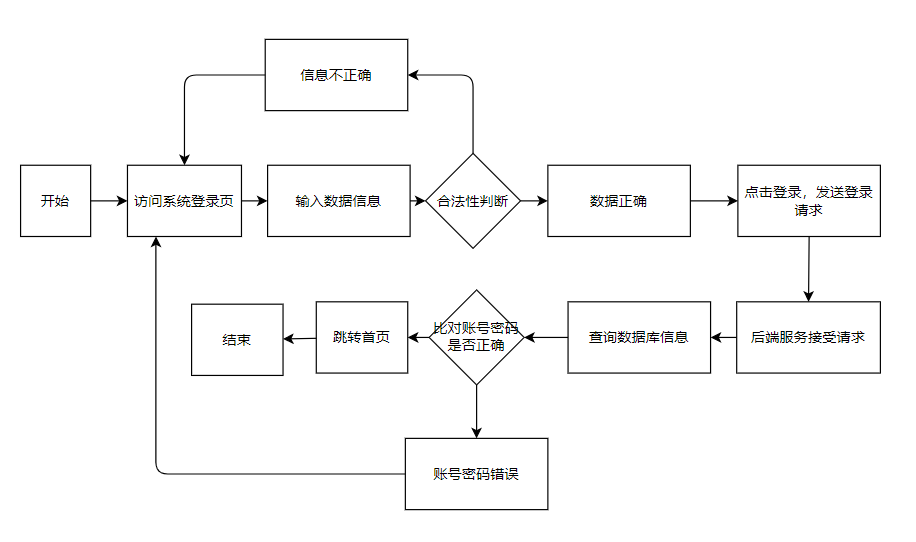 信息不正确
开始
访问系统登录页
输入数据信息
合法性判断
数据正确
点击登录，发送登录
请求
结束
跳转首页
比对账号密码
是否正确
查询数据库信息
后端服务接受请求
账号密码错误